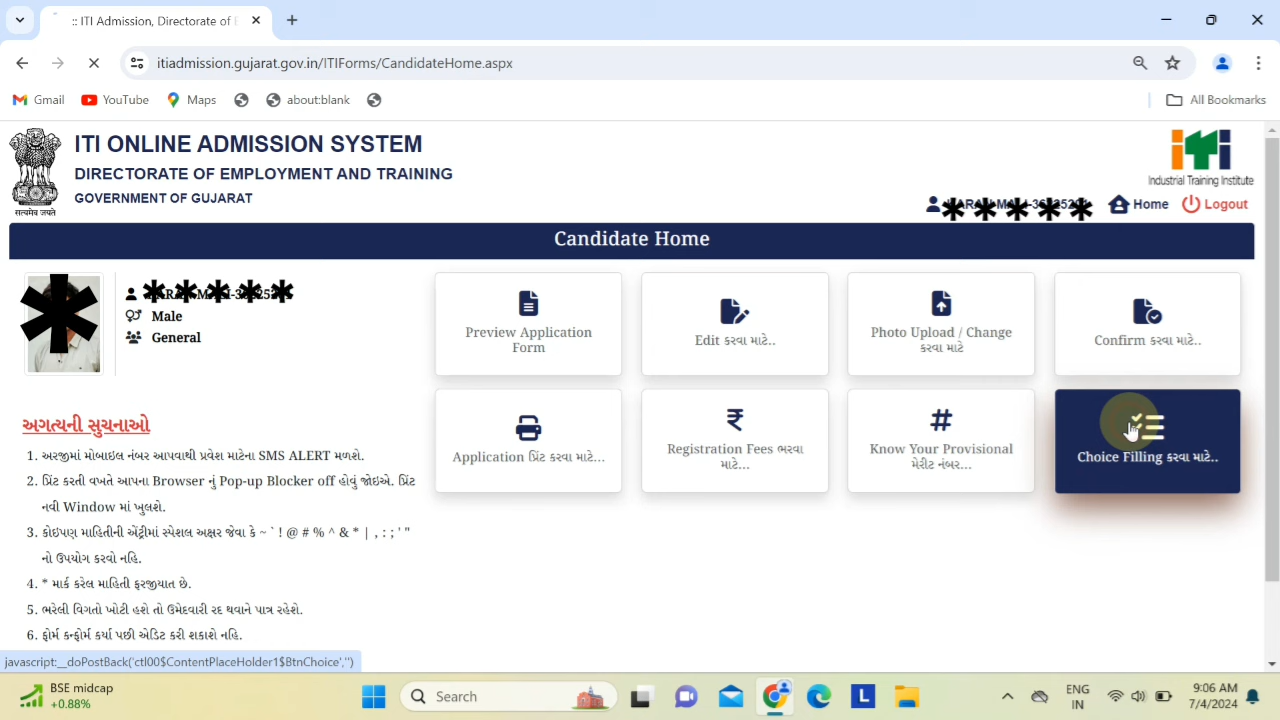 :: ITI Admission, Directorate of E
itiadmission.gujarat.gov.in/ITIForms/CandidateHome.aspx
Gmail YouTube Maps about:blank All Bookmarks
ITI ONLINE ADMISSION SYSTEM
DIRECTORATE OF EMPLOYMENT AND TRAINING
GOVERNMENT OF GUJARAT
सत्यमेव जयते
iTi
Industrial Training Institute
Home Logout
Candidate Home
Male
General
Preview Application
Form
Edit કરવા માટે..
Photo Upload / Change
કરવા માટે
Confirm કરવા માટે..
Application પ્રિંટ કરવા માટે...
₹
Registration Fees ભરવા
માટે...
#
Know Your Provisional
મેરીટ નંબર...
Choice Filling કરવા માટે..
અગત્યની સુચનાઓ
1. અરજીમાં મોબાઇલ નંબર આપવાથી પ્રવેશ માટેના SMS ALERT મળશે.
2. પ્રિંટ કરતી વખતે આપના Browser નું Pop-up Blocker off હોવું જોઇએ. પ્રિંટ
નવી Window માં ખુલશે.
3. કોઇપણ માહિતીની એંટ્રીમાં સ્પેશલ અક્ષર જેવા કે ~ ` ! @ # % ^ & * | , : ; ' "
નો ઉપયોગ કરવો નહિ.
4. * માર્ક કરેલ માહિતી ફરજીયાત છે.
5. ભરેલી વિગતો ખોટી હશે તો ઉમેદવારી રદ થવાને પાત્ર રહેશે.
6. ફોર્મ કન્ફોર્મ કર્યા પછી એડિટ કરી શકાશે નહિ.
javascript:__doPostBack('ctl00$ContentPlaceHolder1$BtnChoice','')
BSE midcap
+0.88%
Search
L
ENG
IN
9:06 AM
7/4/2024